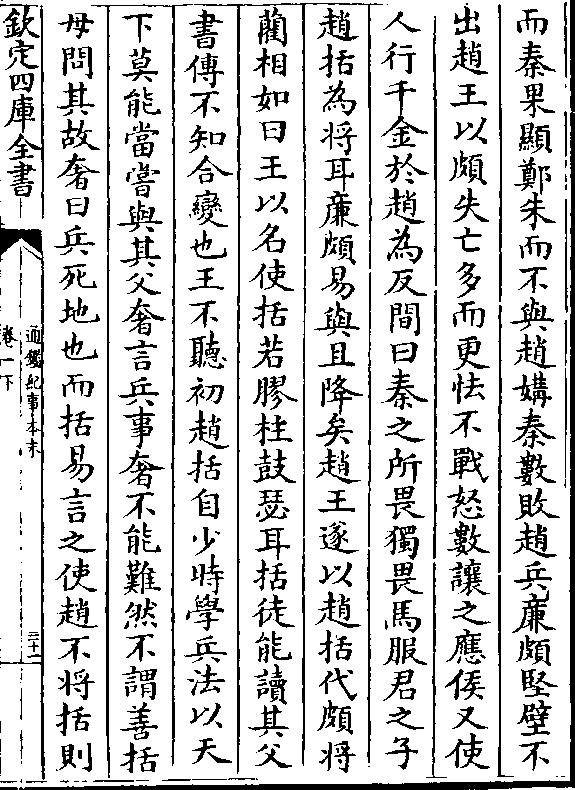 而秦果顯鄭朱而不與趙媾秦數敗趙兵廉頗堅壁不
出趙王以頗失亡多而更怯不戰怒數讓之應侯又使
人行千金於趙為反間曰秦之所畏獨畏馬服君之子
趙括為將耳廉頗易與且降矣趙王遂以趙括代頗將
藺相如曰王以名使括若膠柱鼓瑟耳括徒能讀其父
書傳不知合變也王不聽初趙括自少時學兵法以天
下莫能當嘗與其父奢言兵事奢不能難然不謂善括
母問其故奢曰兵死地也而括易言之使趙不將括則
欽定四庫全書
通鑑紀事本末
卷一下
三十一